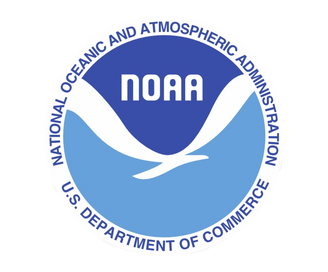 NATIONAL OCEANIC AND ATMOSPHERIC ADMINISTRATION
NOAA
U.S. DEPARTMENT OF COMMERCE